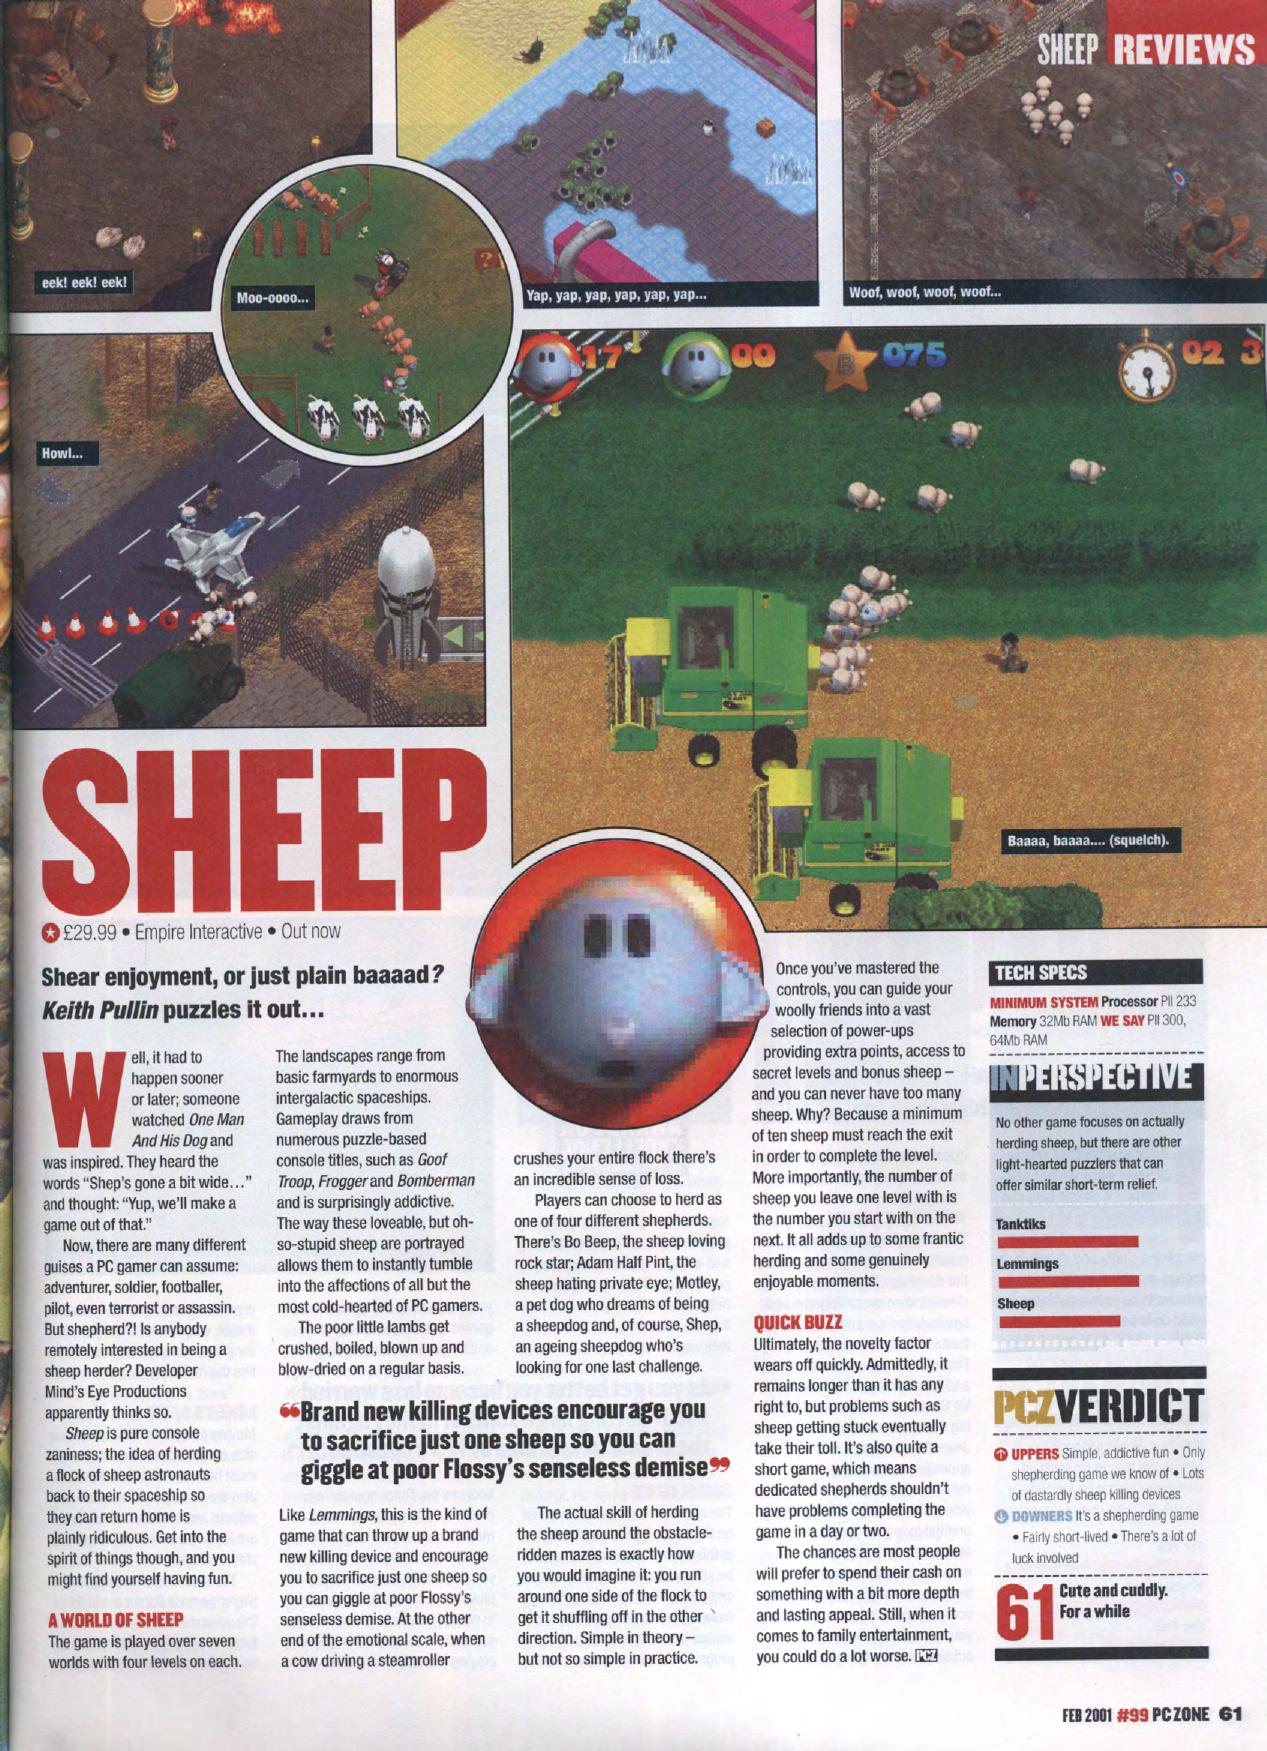 SHEEP REVIEWS
eek! eek! eek!
Moo-oooo...
Yap, yap, yap, yap, yap, yap...
Woof, woof, woof, woof...
Howl...
17
00
B
075
02 3
Baaaa, baaaa.... (squelch).
SHEEP
£29.99 • Empire Interactive • Out now
Shear enjoyment, or just plain baaaad?
Keith Pullin puzzles it out...
Well, it had to
happen sooner
or later; someone
watched One Man
And His Dog and
was inspired. They heard the
words “Shep's gone a bit wide...”
and thought: “Yup, we'll make a
game out of that.”
Now, there are many different
guises a PC gamer can assume:
adventurer, soldier, footballer,
pilot, even terrorist or assassin.
But shepherd?! Is anybody
remotely interested in being a
sheep herder? Developer
Mind's Eye Productions
apparently thinks so.
Sheep is pure console
zaniness; the idea of herding
a flock of sheep astronauts
back to their spaceship so
they can return home is
plainly ridiculous. Get into the
spirit of things though, and you
might find yourself having fun.
A WORLD OF SHEEP
The game is played over seven
worlds with four levels on each.
The landscapes range from
basic farmyards to enormous
intergalactic spaceships.
Gameplay draws from
numerous puzzle-based
console titles, such as Goof
Troop, Frogger and Bomberman
and is surprisingly addictive.
The way these loveable, but oh-
so-stupid sheep are portrayed
allows them to instantly tumble
into the affections of all but the
most cold-hearted of PC gamers.
The poor little lambs get
crushed, boiled, blown up and
blow-dried on a regular basis.
“Brand new killing devices encourage you
to sacrifice just one sheep so you can
giggle at poor Flossy's senseless demise”
Like Lemmings, this is the kind of
game that can throw up a brand
new killing device and encourage
you to sacrifice just one sheep so
you can giggle at poor Flossy's
senseless demise. At the other
end of the emotional scale, when
a cow driving a steamroller
crushes your entire flock there's
an incredible sense of loss.
Players can choose to herd as
one of four different shepherds.
There's Bo Beep, the sheep loving
rock star; Adam Half Pint, the
sheep hating private eye; Motley,
a pet dog who dreams of being
a sheepdog and, of course, Shep,
an ageing sheepdog who's
looking for one last challenge.
The actual skill of herding
the sheep around the obstacle-
ridden mazes is exactly how
you would imagine it: you run
around one side of the flock to
get it shuffling off in the other
direction. Simple in theory –
but not so simple in practice.
Once you've mastered the
controls, you can guide your
woolly friends into a vast
selection of power-ups
providing extra points, access to
secret levels and bonus sheep –
and you can never have too many
sheep. Why? Because a minimum
of ten sheep must reach the exit
in order to complete the level.
More importantly, the number of
sheep you leave one level with is
the number you start with on the
next. It all adds up to some frantic
herding and some genuinely
enjoyable moments.
QUICK BUZZ
Ultimately, the novelty factor
wears off quickly. Admittedly, it
remains longer than it has any
right to, but problems such as
sheep getting stuck eventually
take their toll. It's also quite a
short game, which means
dedicated shepherds shouldn't
have problems completing the
game in a day or two.
The chances are most people
will prefer to spend their cash on
something with a bit more depth
and lasting appeal. Still, when it
comes to family entertainment,
you could do a lot worse. PCZ
TECH SPECS
MINIMUM SYSTEM Processor PII 233
Memory 32Mb RAM WE SAY PII 300,
64Mb RAM
INPERSPECTIVE
No other game focuses on actually
herding sheep, but there are other
light-hearted puzzlers that can
offer similar short-term relief.
Tanktiks
Lemmings
Sheep
PCZVERDICT
UPPERS Simple, addictive fun • Only
shepherding game we know of • Lots
of dastardly sheep killing devices
DOWNERS It's a shepherding game
• Fairly short-lived • There's a lot of
luck involved
61 Cute and cuddly.
For a while
FEB 2001 #99 PC ZONE 61